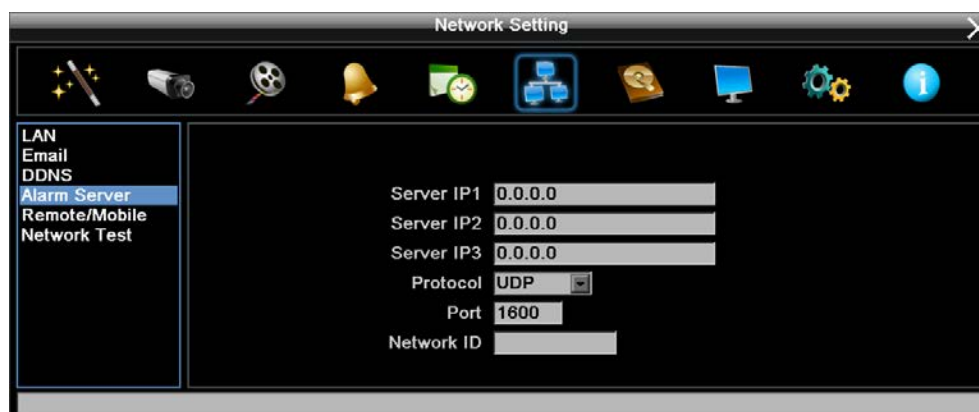 Network Setting
LAN
Email
DDNS
Alarm Server
Remote/Mobile
Network Test
Server IP1 0.0.0.0
Server IP2 0.0.0.0
Server IP3 0.0.0.0
Protocol UDP
Port 1600
Network ID